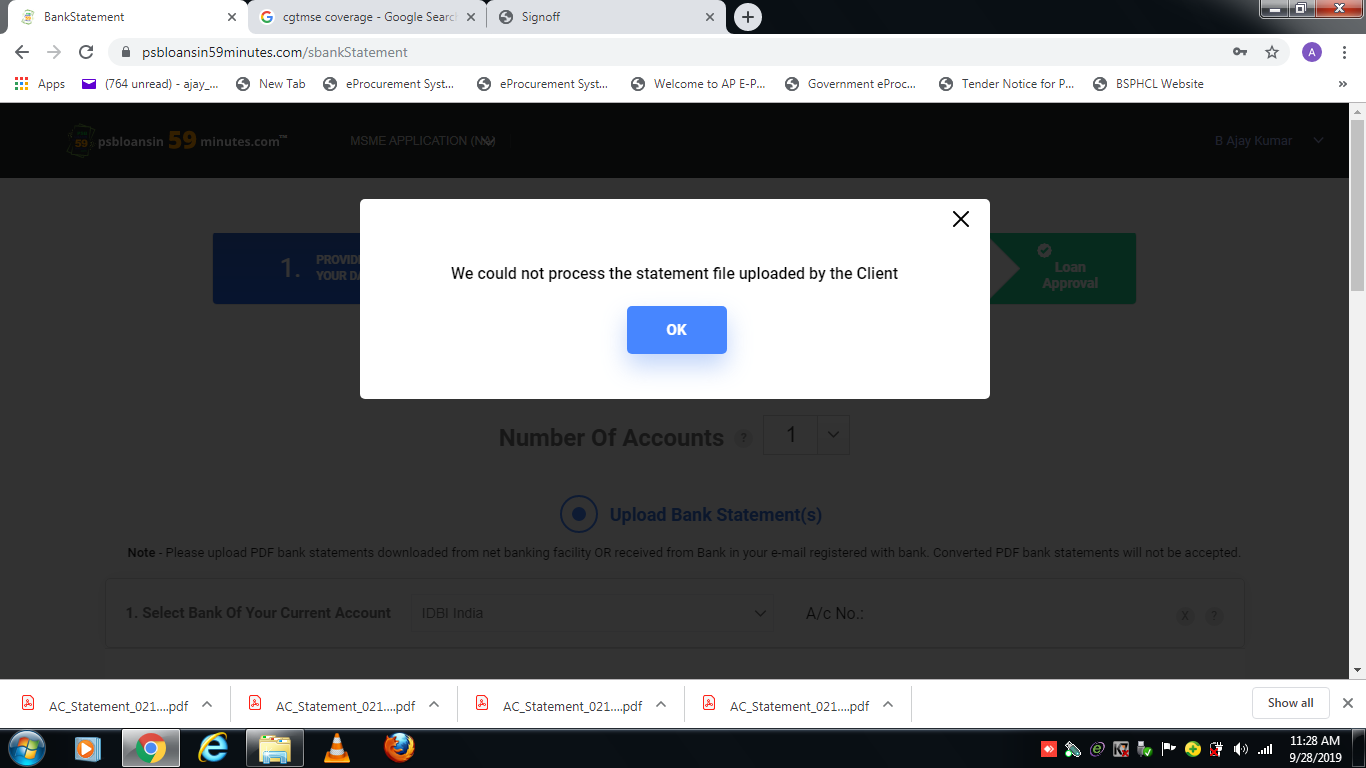 BankStatement
cgtmse coverage - Google Searc
Signoff
psbloansin59minutes.com/sbankStatement
A
Apps
(764 unread) - ajay_...
New Tab
eProcurement Syst...
eProcurement Syst...
Welcome to AP E-P...
Government eProc...
Tender Notice for P...
BSPHCL Website
»
psbloansin 59 minutes.com™
MSME APPLICATION
B Ajay Kumar
We could not process the statement file uploaded by the Client
OK
1.
PROVID
YOUR DA
Loan
Approval
Number Of Accounts ? 1
Upload Bank Statement(s)
Note - Please upload PDF bank statements downloaded from net banking facility OR received from Bank in your e-mail registered with bank. Converted PDF bank statements will not be accepted.
1. Select Bank Of Your Current Account IDBI India A/c No.: X ?
AC_Statement_021....pdf
AC_Statement_021....pdf
AC_Statement_021....pdf
AC_Statement_021....pdf
Show all
11:28 AM
9/28/2019